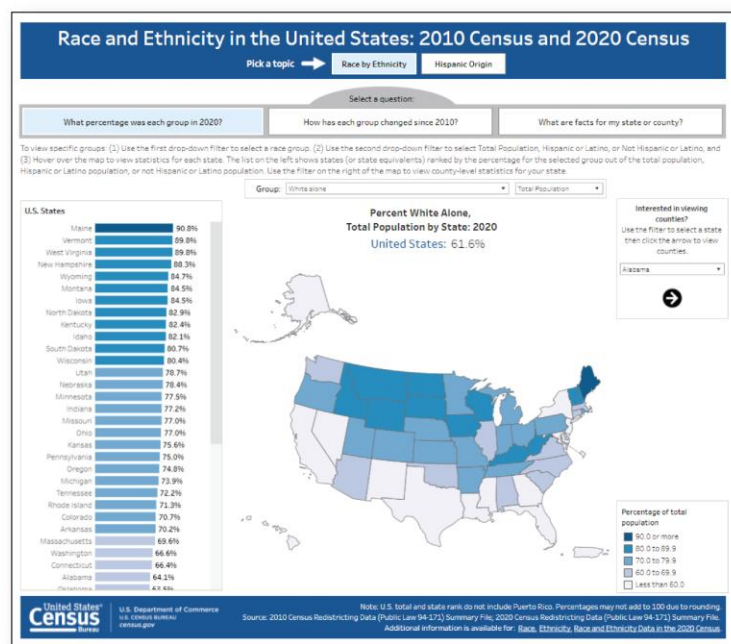 Race and Ethnicity in the United States: 2010 Census and 2020 Census
Pick a topic
Race by Ethnicity
Hispanic Origin
Select a question:
What percentage was each group in 2020?
How has each group changed since 2010?
What are facts for my state or county?
To view specific groups: (1) Use the first drop-down filter to select a race group. (2) Use the second drop-down filter to select Total Population, Hispanic or Latino, or Not Hispanic or Latino, and
(3) Hover over the map to view statistics for each state. The list on the left shows states (or state equivalents) ranked by the percentage for the selected group out of the total population,
Hispanic or Latino population, or not Hispanic or Latino population. Use the filter on the right of the map to view county-level statistics for your state.
Group: White alone
Total Population
U.S. States
Maine 90.8%
Vermont 89.8%
West Virginia 89.8%
New Hampshire 88.3%
Wyoming 84.7%
Montana 84.5%
Iowa 84.5%
North Dakota 82.9%
Kentucky 82.4%
Idaho 82.1%
South Dakota 80.7%
Wisconsin 80.4%
Utah 78.7%
Nebraska 78.4%
Minnesota 77.5%
Indiana 77.2%
Missouri 77.0%
Ohio 77.0%
Kansas 75.6%
Pennsylvania 75.0%
Oregon 74.8%
Michigan 73.9%
Tennessee 72.2%
Rhode Island 71.3%
Colorado 70.7%
Arkansas 70.2%
Massachusetts 69.6%
Washington 66.6%
Connecticut 66.4%
Alabama 64.1%
Percent White Alone,
Total Population by State: 2020
United States: 61.6%
Interested in viewing
counties?
Use the filter to select a state
then click the arrow to view
counties.
Alabama
Percentage of total
population
90.0 or more
80.0 to 89.9
70.0 to 79.9
60.0 to 69.9
Less than 60.0
United States®
Census
Bureau
U.S. Department of Commerce
U.S. CENSUS BUREAU
census.gov
Note: U.S. total and state rank do not include Puerto Rico. Percentages may not add to 100 due to rounding.
Source: 2010 Census Redistricting Data (Public Law 94-171) Summary File; 2020 Census Redistricting Data (Public Law 94-171) Summary File.
Additional information is available for: Race, Ethnicity, Race and Ethnicity Data in the 2020 Census.